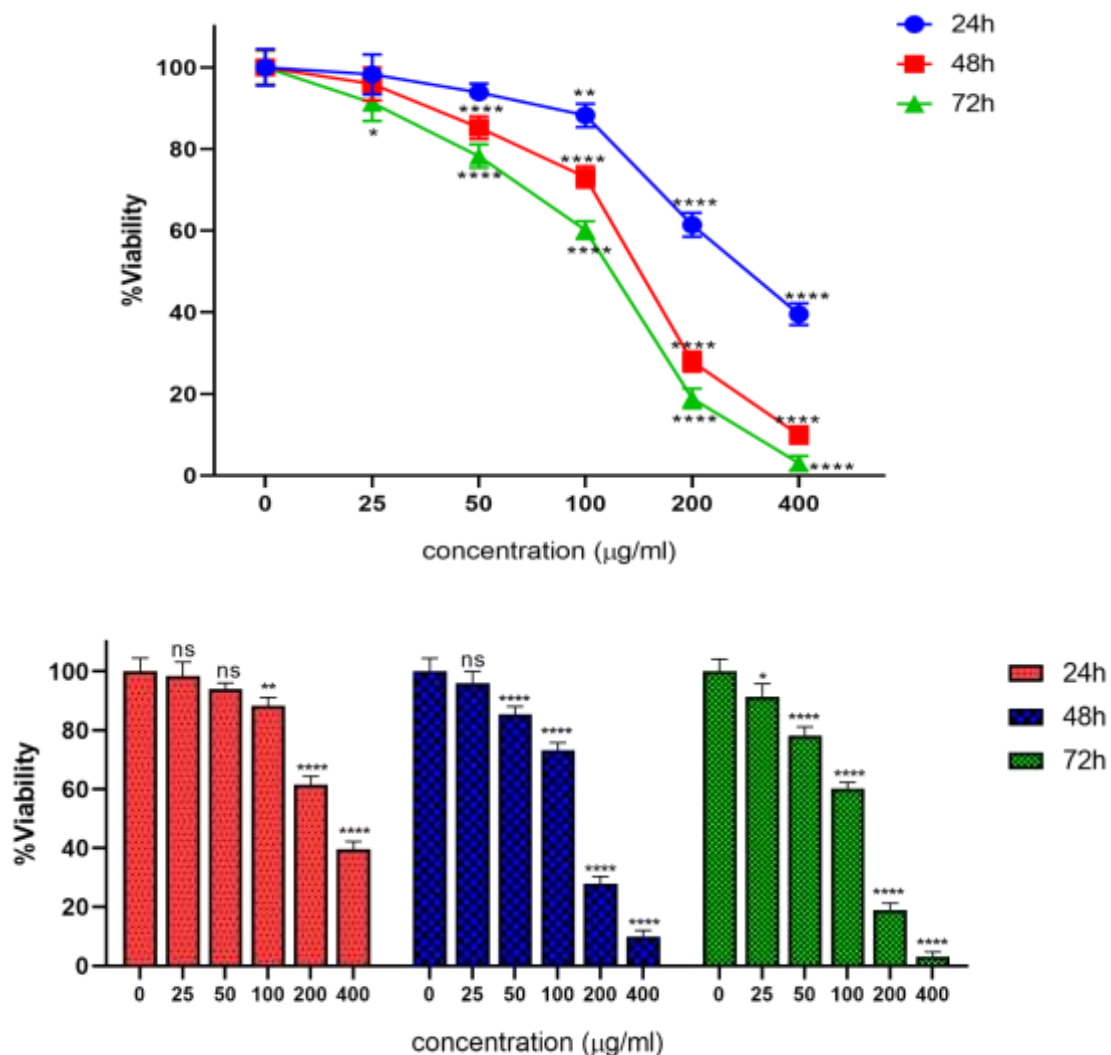 24h
48h
72h
%Viability
100
80
60
40
20
0
**
****
*
****
****
****
****
****
****
****
****
****
****
0 25 50 100 200 400
concentration (μg/ml)
%Viability
100
80
60
40
20
0
ns ns ** **** ****
ns **** **** **** ****
* **** **** **** ****
0 25 50 100 200 400 0 25 50 100 200 400 0 25 50 100 200 400
concentration (μg/ml)
24h
48h
72h